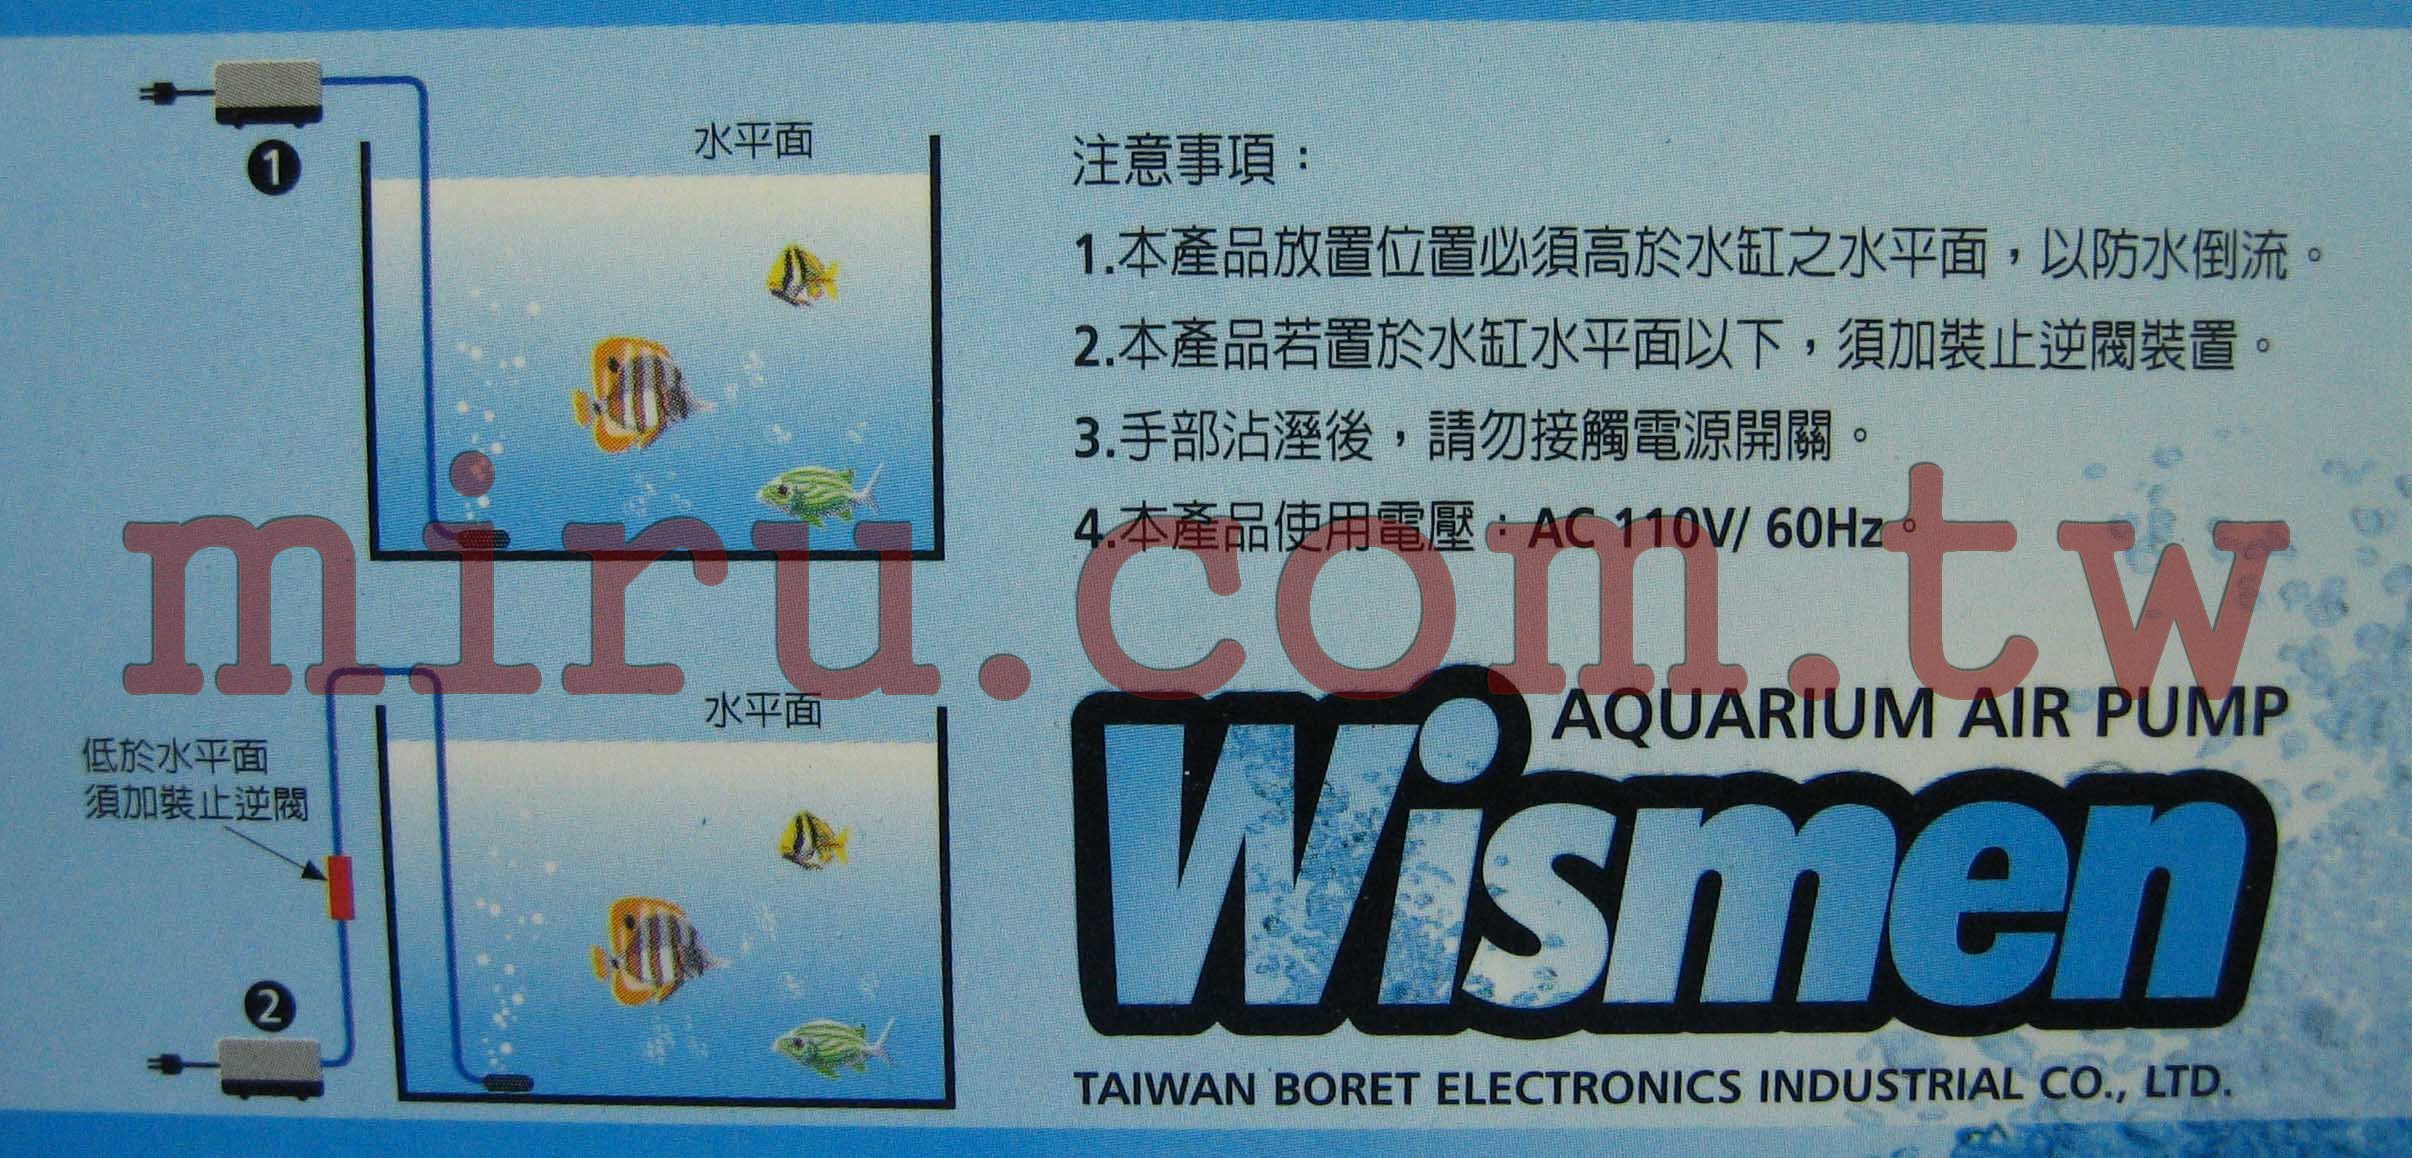 ❶
水平面
注意事項：
1.本產品放置位置必須高於水缸之水平面，以防水倒流。
2.本產品若置於水缸水平面以下，須加裝止逆閥裝置。
3.手部沾溼後，請勿接觸電源開關。
4.本產品使用電壓：AC 110V/ 60Hz。
miru.com.tw
水平面
低於水平面
須加裝止逆閥
❷
AQUARIUM AIR PUMP
Wismen
TAIWAN BORET ELECTRONICS INDUSTRIAL CO., LTD.